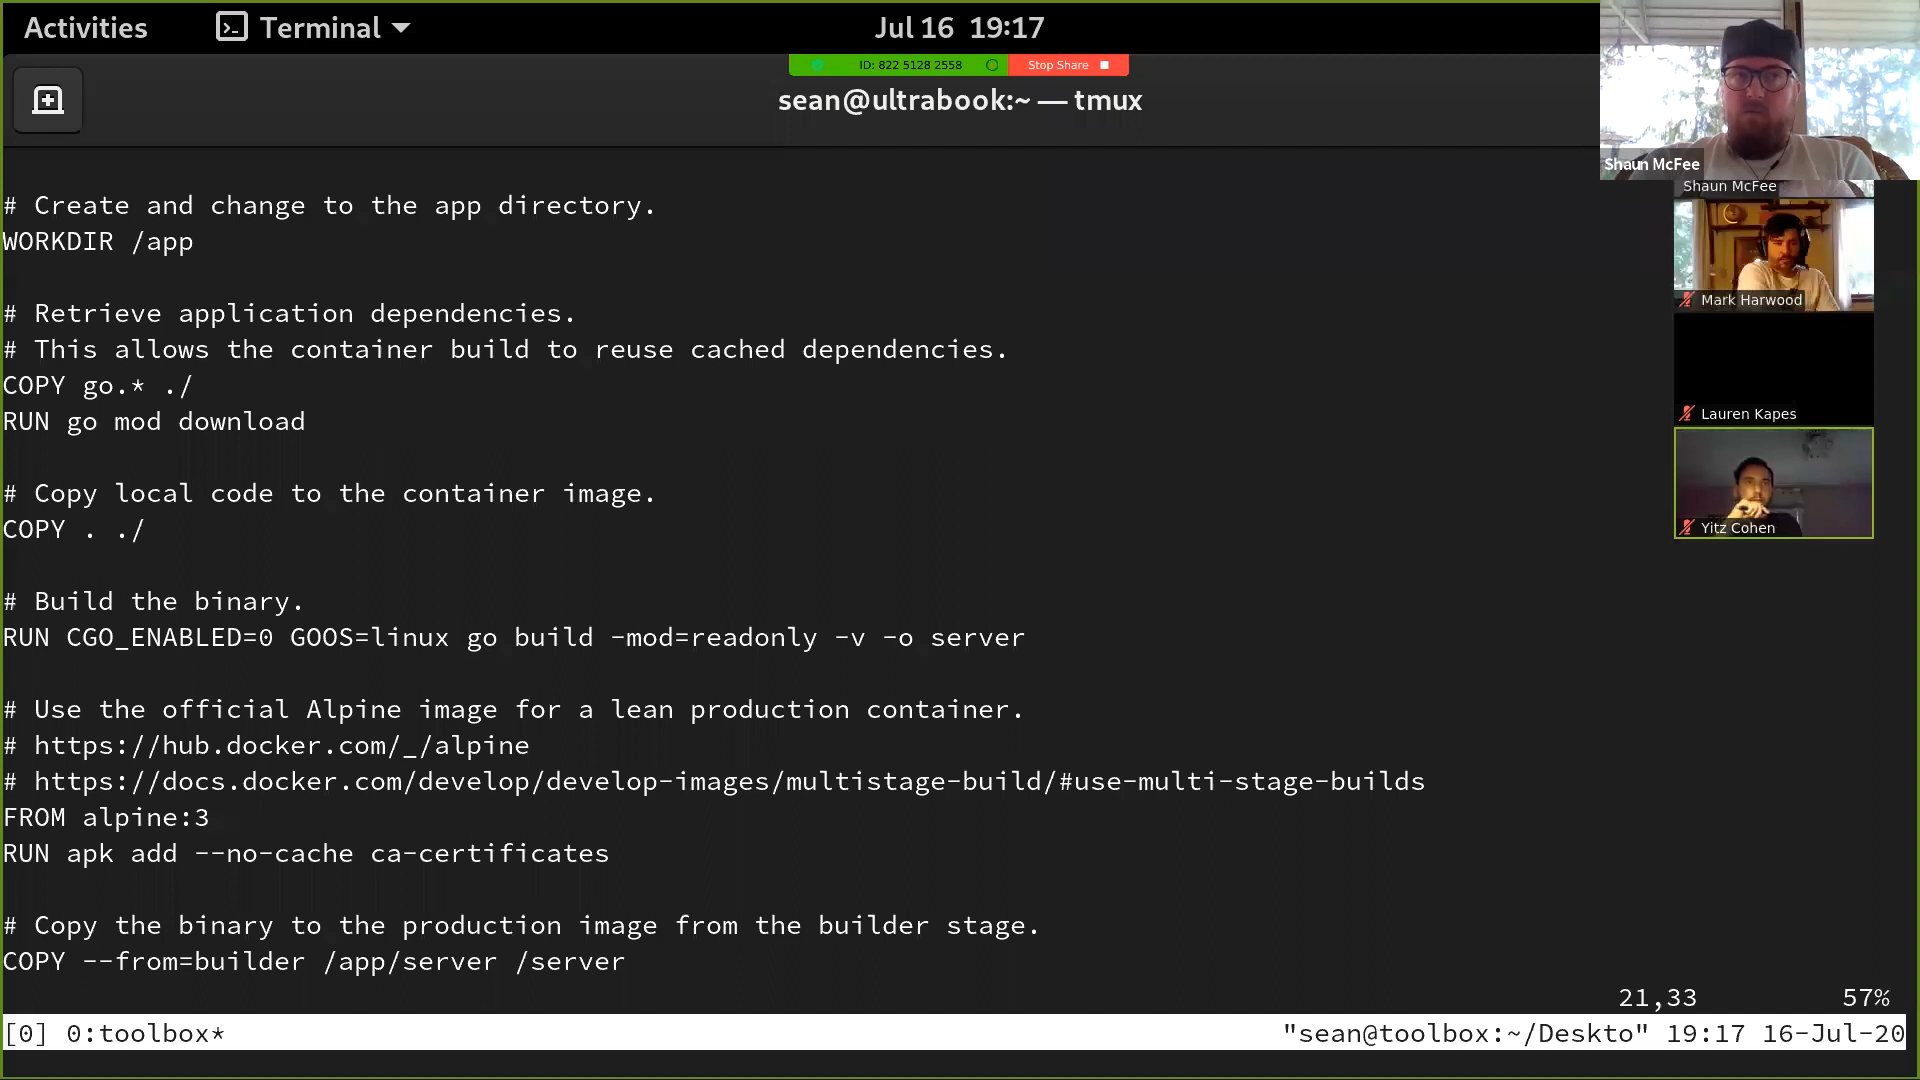 Activities
Terminal
Jul 16 19:17
ID: 822 5128 2558
Stop Share
sean@ultrabook:~ — tmux
Shaun McFee
Shaun McFee
Mark Harwood
Lauren Kapes
Yitz Cohen
# Create and change to the app directory.
WORKDIR /app
# Retrieve application dependencies.
# This allows the container build to reuse cached dependencies.
COPY go.* ./
RUN go mod download
# Copy local code to the container image.
COPY . ./
# Build the binary.
RUN CGO_ENABLED=0 GOOS=linux go build -mod=readonly -v -o server
# Use the official Alpine image for a lean production container.
# https://hub.docker.com/_/alpine
# https://docs.docker.com/develop/develop-images/multistage-build/#use-multi-stage-builds
FROM alpine:3
RUN apk add --no-cache ca-certificates
# Copy the binary to the production image from the builder stage.
COPY --from=builder /app/server /server
21,33 57%
[0] 0:toolbox* "sean@toolbox:~/Deskto" 19:17 16-Jul-20